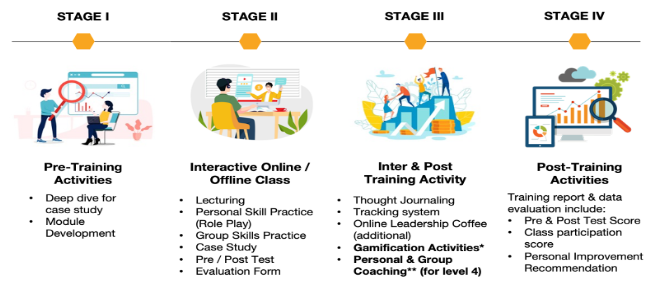 STAGE I
STAGE II
STAGE III
STAGE IV
Pre-Training
Activities
• Deep dive for
case study
• Module
Development
Interactive Online /
Offline Class
• Lecturing
• Personal Skill Practice
(Role Play)
• Group Skills Practice
• Case Study
• Pre / Post Test
• Evaluation Form
Inter & Post
Training Activity
• Thought Journaling
• Tracking system
• Online Leadership Coffee
(additional)
• Gamification Activities*
• Personal & Group
Coaching** (for level 4)
Post-Training
Activities
Training report & data
evaluation include:
• Pre & Post Test Score
• Class participation
score
• Personal Improvement
Recommendation